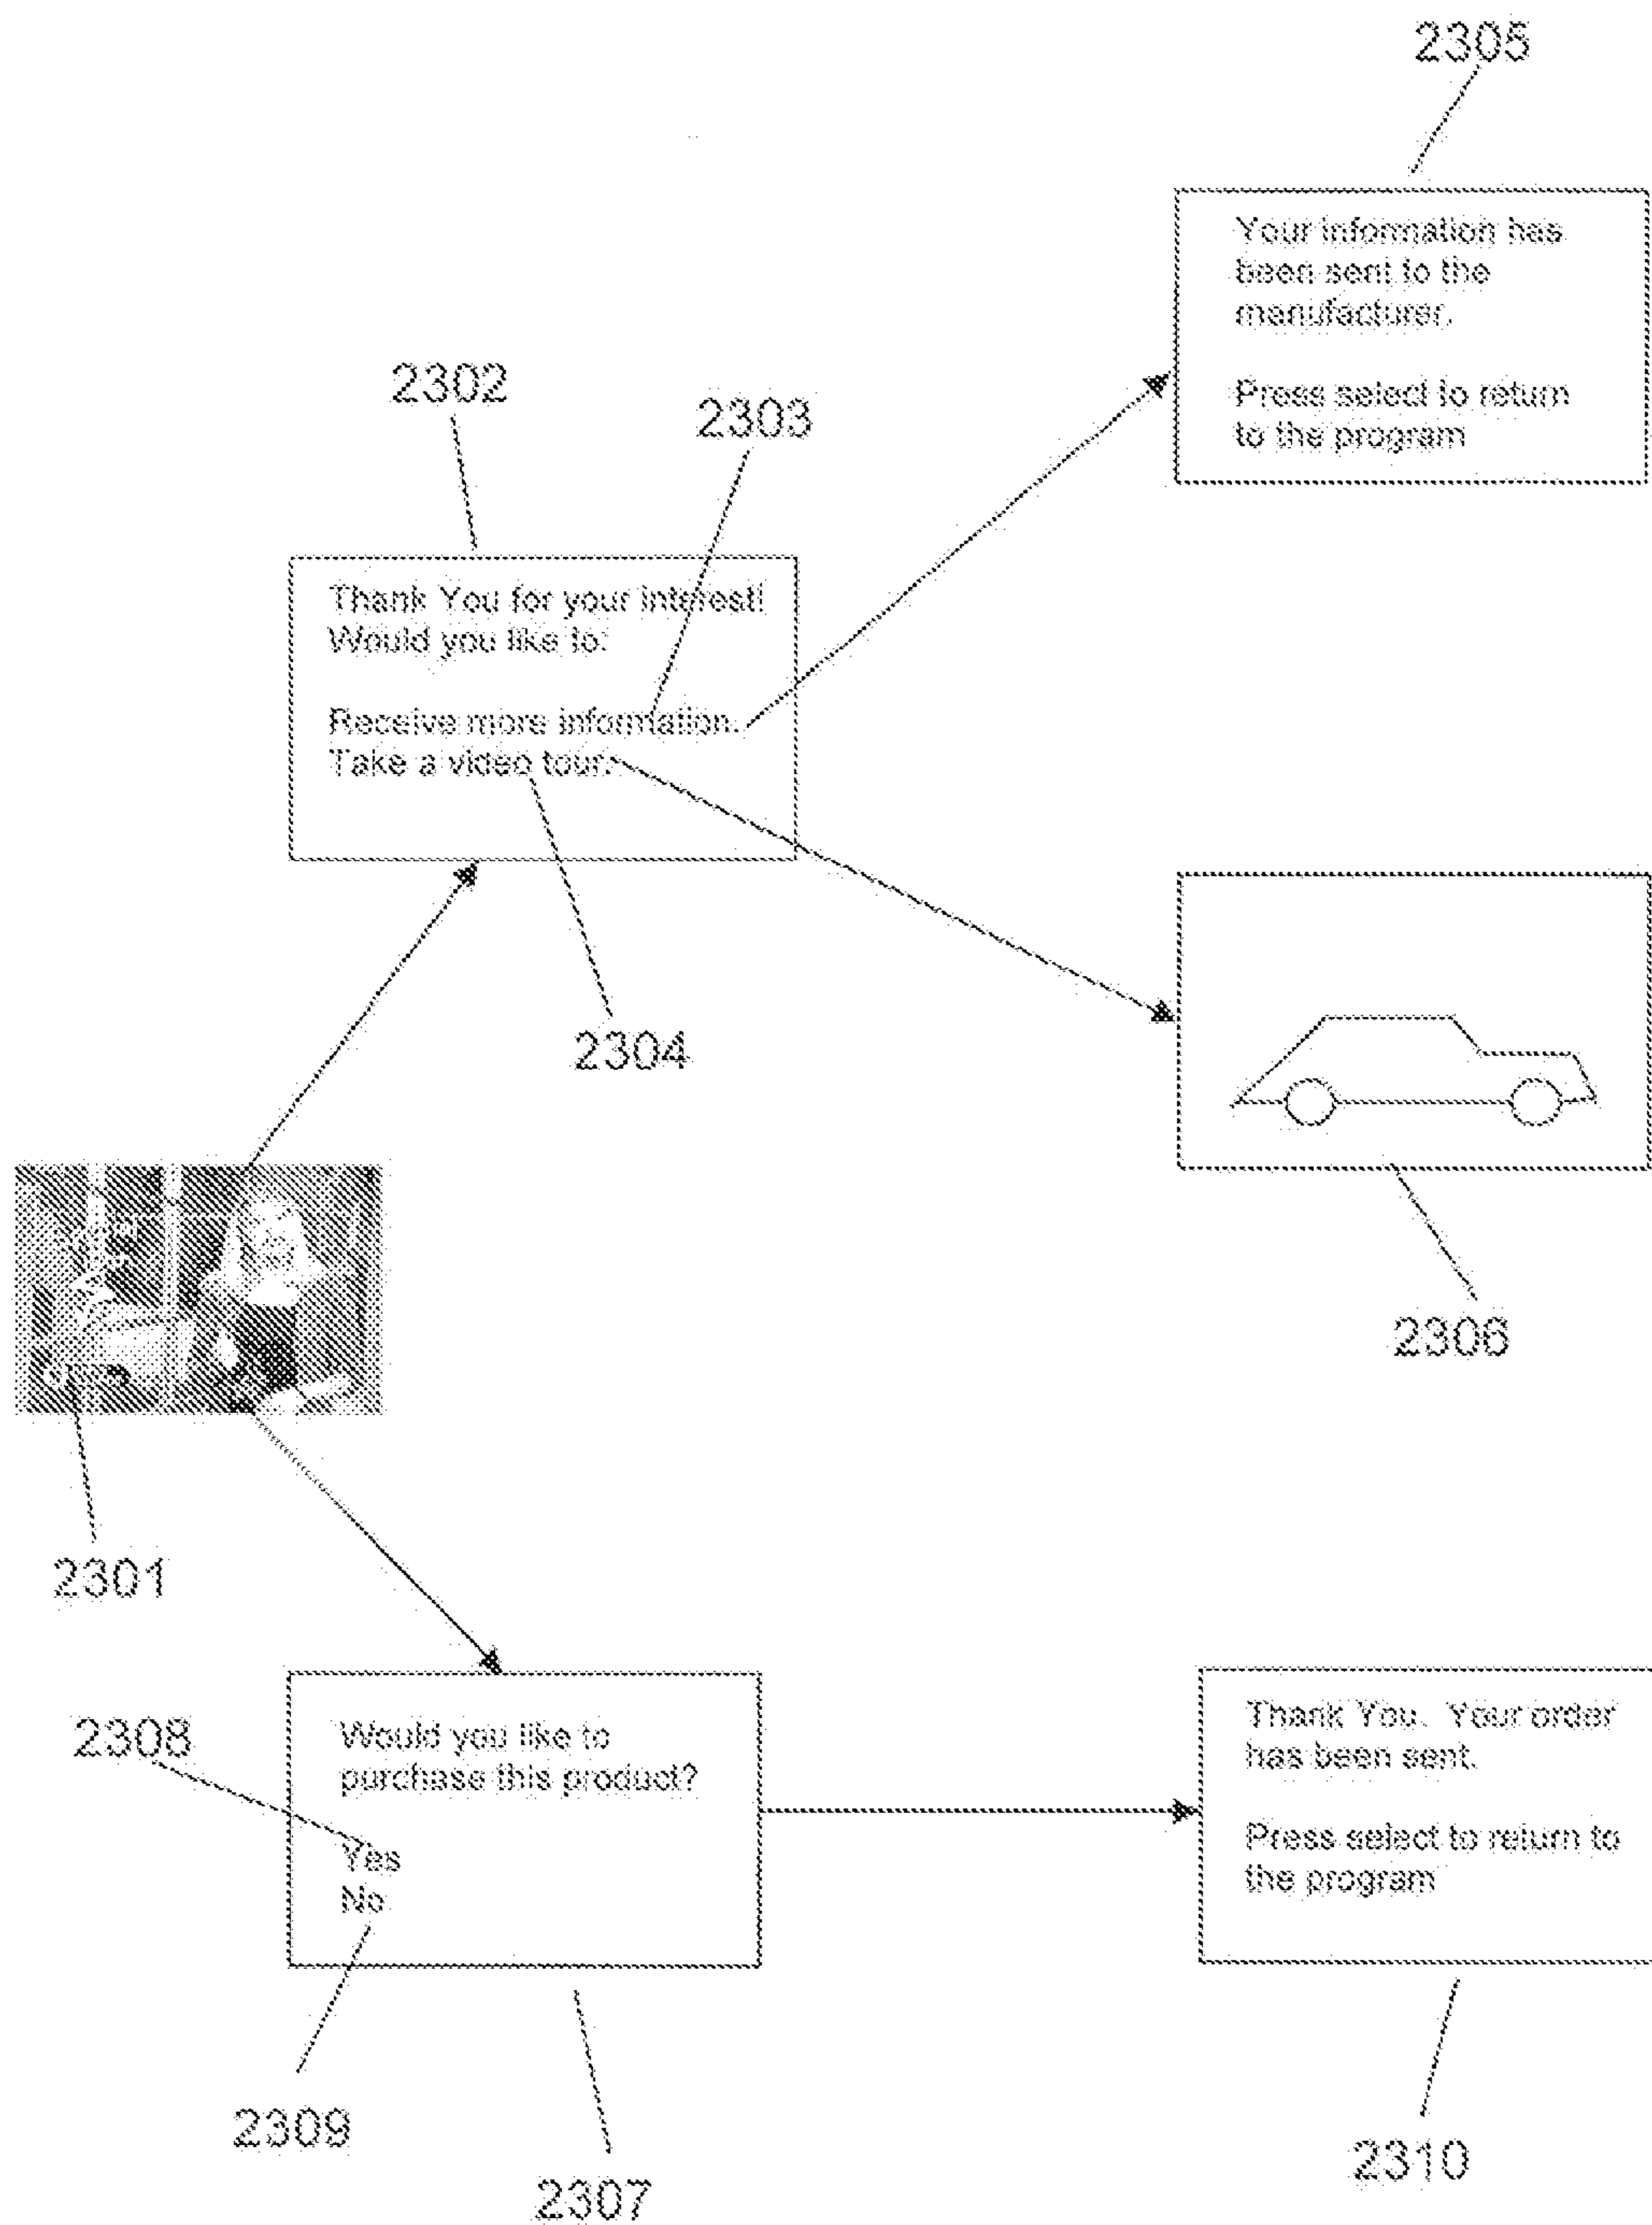 2305
Your information has
been sent to the
manufacturer.
Press select to return
to the program
2302
2303
Thank You for your interest!
Would you like to:
Receive more information.
Take a video tour.
2304
2306
2301
2308
Would you like to
purchase this product?
Yes
No
2309
2307
Thank You. Your order
has been sent.
Press select to return to
the program
2310